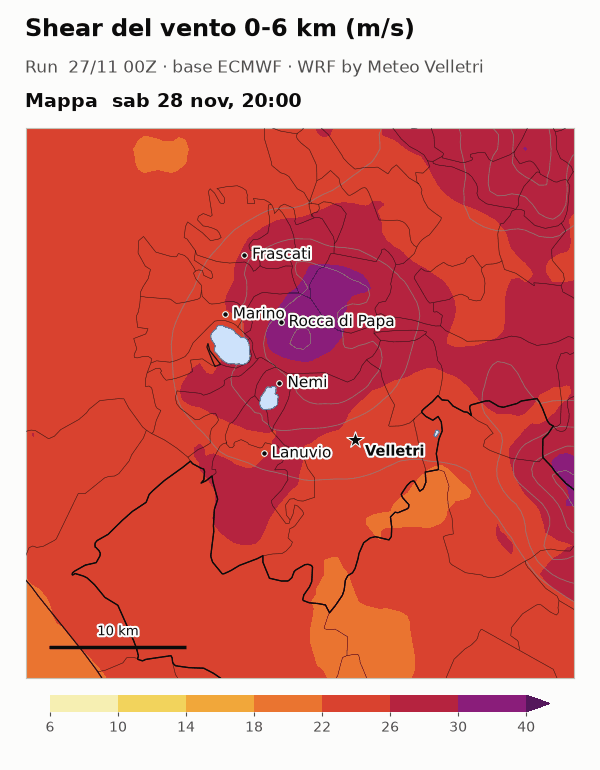 Shear del vento 0-6 km (m/s)
Run  27/11 00Z · base ECMWF · WRF by Meteo Velletri
Mappa  sab 28 nov, 20:00
Frascati
Marino
Rocca di Papa
Nemi
Velletri
Lanuvio
10 km
6 10 14 18 22 26 30 40